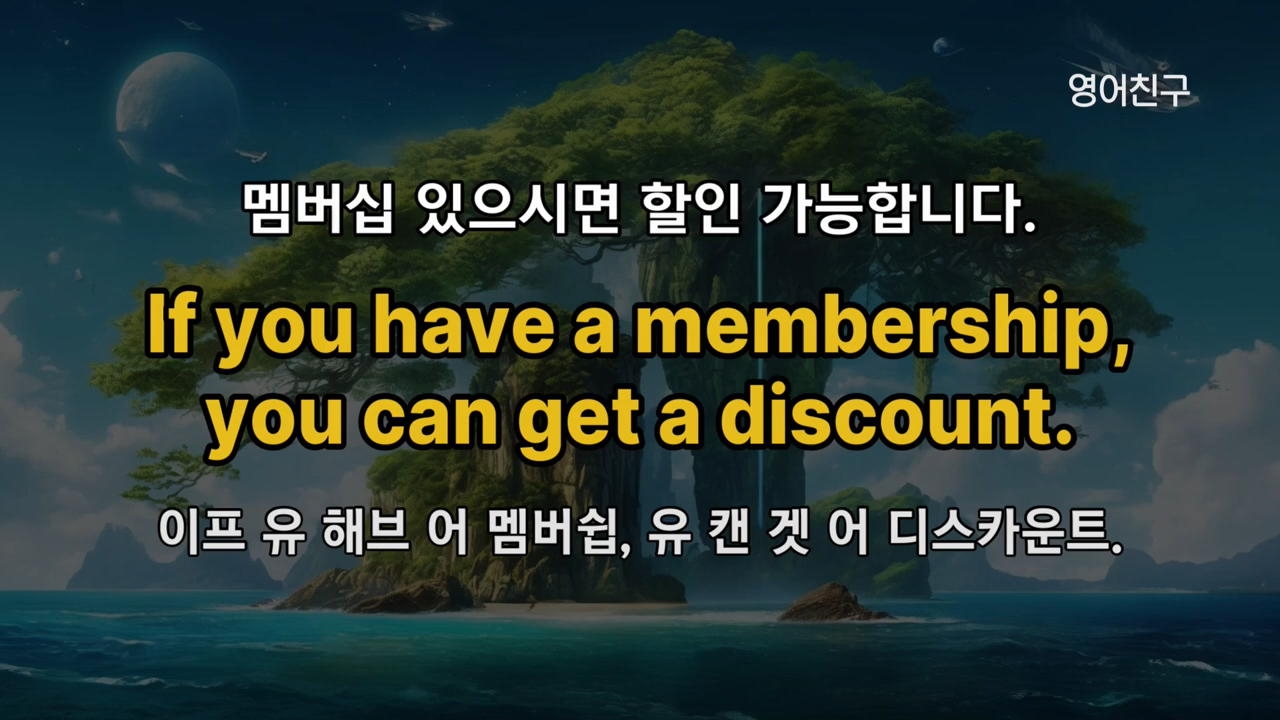 영어친구
멤버십 있으시면 할인 가능합니다.
If you have a membership,
you can get a discount.
이프 유 해브 어 멤버쉽, 유 캔 겟 어 디스카운트.